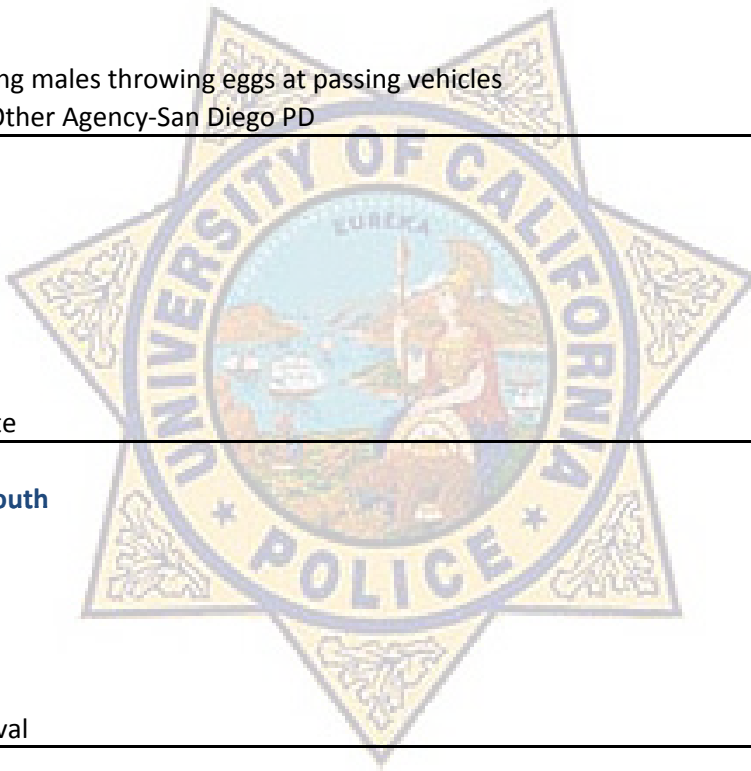 ng males throwing eggs at passing vehicles
Other Agency-San Diego PD
UNIVERSITY OF CALIFORNIA
EUREKA
te
outh
POLICE
val